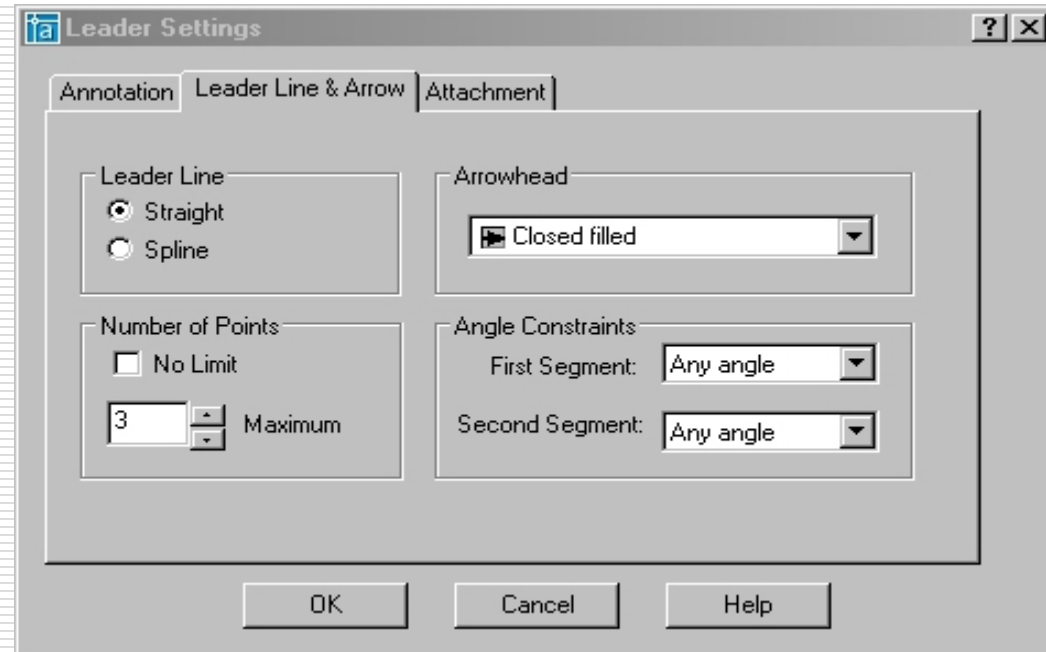 Leader Settings
Annotation Leader Line & Arrow Attachment
Leader Line
Straight
Spline
Arrowhead
Closed filled
Number of Points
No Limit
3 Maximum
Angle Constraints
First Segment: Any angle
Second Segment: Any angle
OK Cancel Help